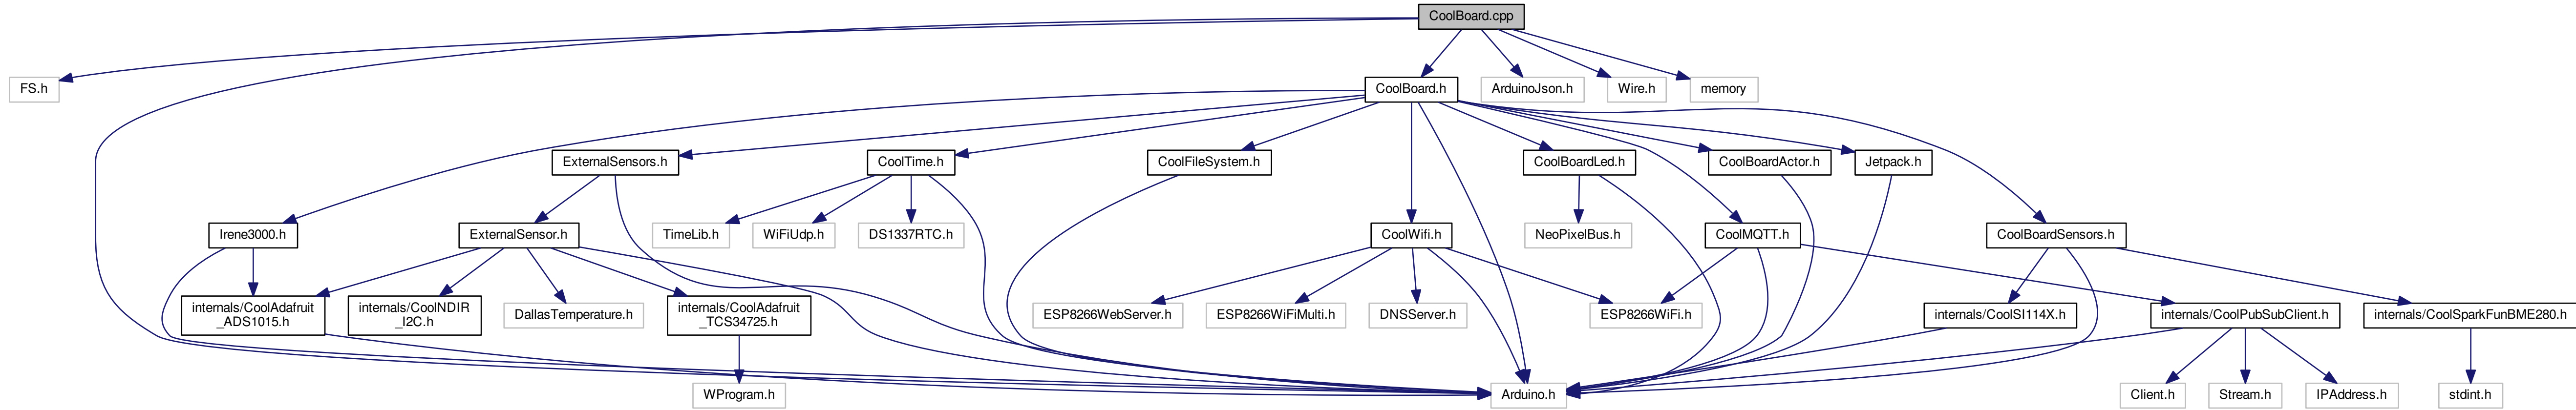 CoolBoard.cpp
FS.h
CoolBoard.h
ArduinoJson.h
Wire.h
memory
ExternalSensors.h
CoolTime.h
CoolFileSystem.h
CoolBoardLed.h
CoolBoardActor.h
Jetpack.h
Irene3000.h
ExternalSensor.h
TimeLib.h
WiFiUdp.h
DS1337RTC.h
CoolWifi.h
NeoPixelBus.h
CoolMQTT.h
CoolBoardSensors.h
internals/CoolAdafruit
_ADS1015.h
internals/CoolNDIR
_I2C.h
DallasTemperature.h
internals/CoolAdafruit
_TCS34725.h
ESP8266WebServer.h
ESP8266WiFiMulti.h
DNSServer.h
ESP8266WiFi.h
internals/CoolSI114X.h
internals/CoolPubSubClient.h
internals/CoolSparkFunBME280.h
WProgram.h
Arduino.h
Client.h
Stream.h
IPAddress.h
stdint.h